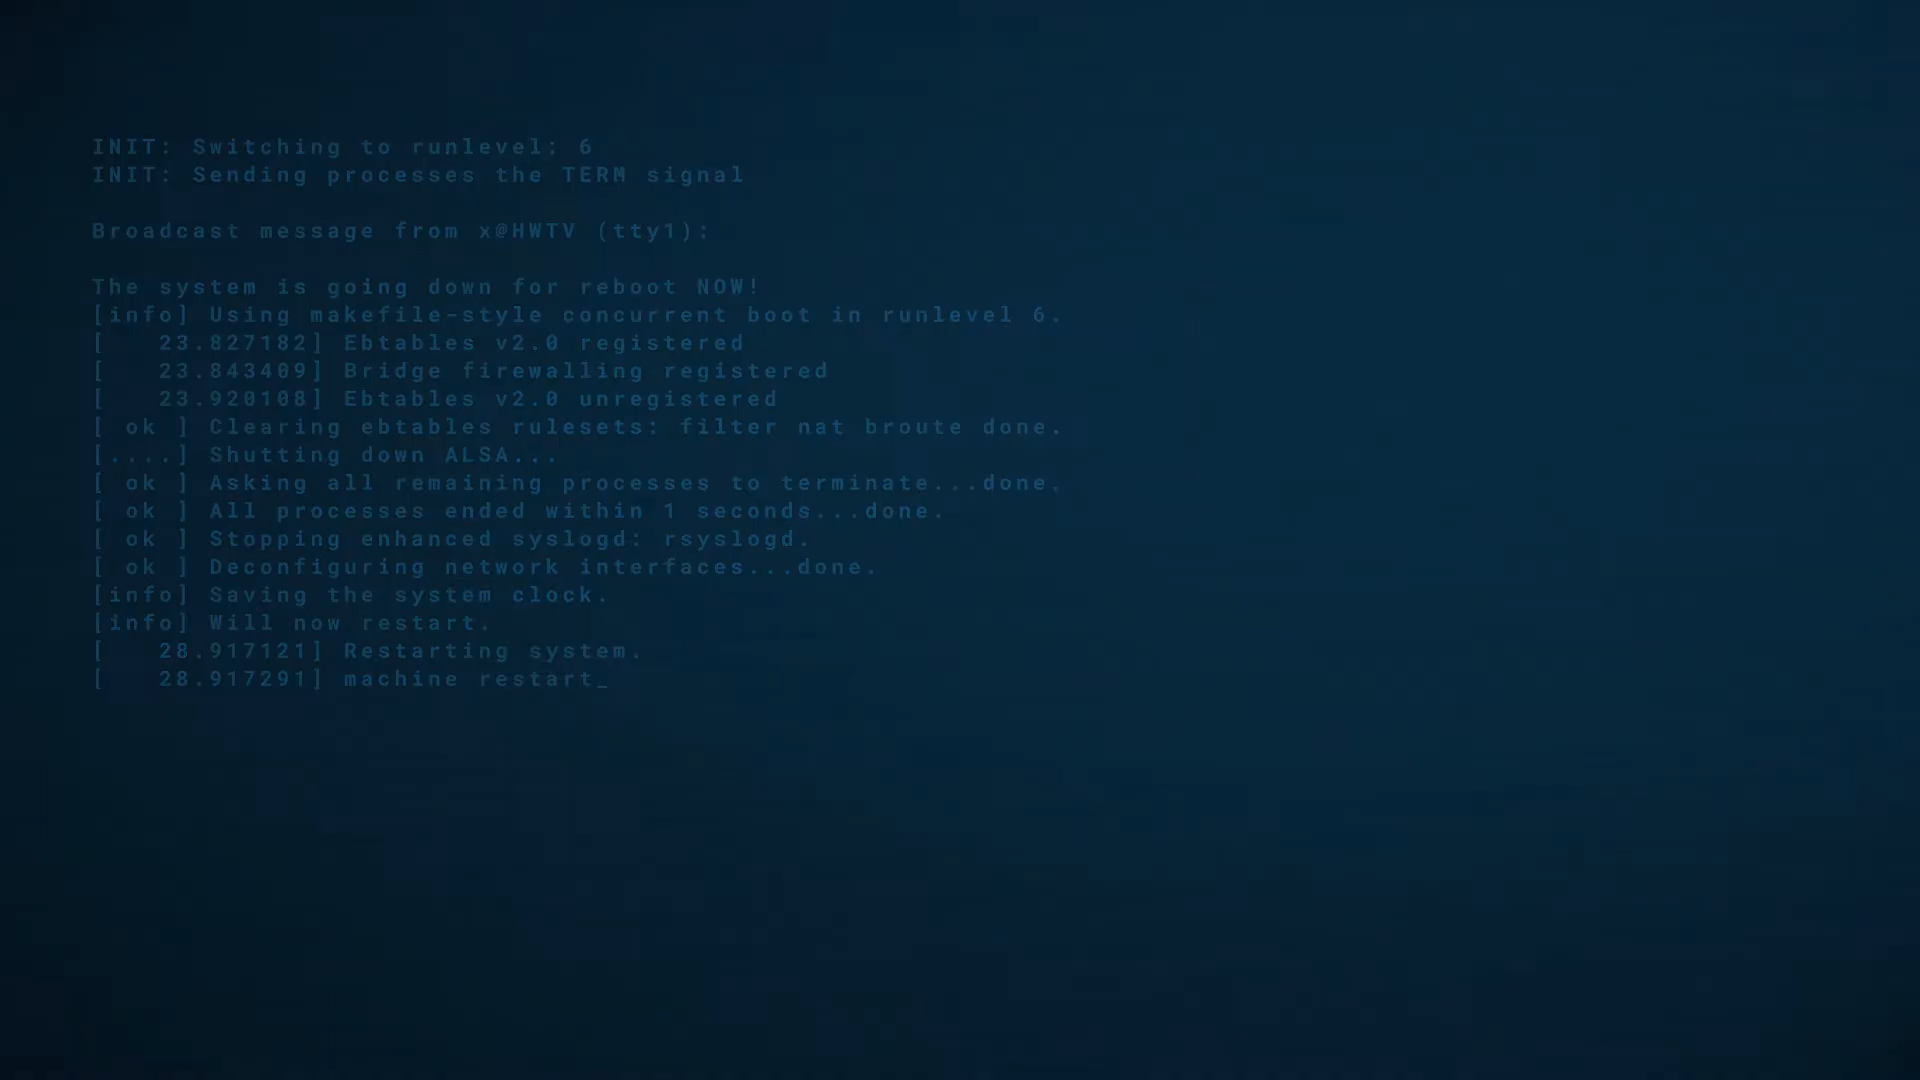 INIT: Switching to runlevel: 6
INIT: Sending processes the TERM signal
Broadcast message from x@HWTV (tty1):
The system is going down for reboot NOW!
[info] Using makefile-style concurrent boot in runlevel 6.
[   23.827182] Ebtables v2.0 registered
[   23.843409] Bridge firewalling registered
[   23.920108] Ebtables v2.0 unregistered
[ ok ] Clearing ebtables rulesets: filter nat broute done.
[....] Shutting down ALSA...
[ ok ] Asking all remaining processes to terminate...done.
[ ok ] All processes ended within 1 seconds...done.
[ ok ] Stopping enhanced syslogd: rsyslogd.
[ ok ] Deconfiguring network interfaces...done.
[info] Saving the system clock.
[info] Will now restart.
[   28.917121] Restarting system.
[   28.917291] machine restart_